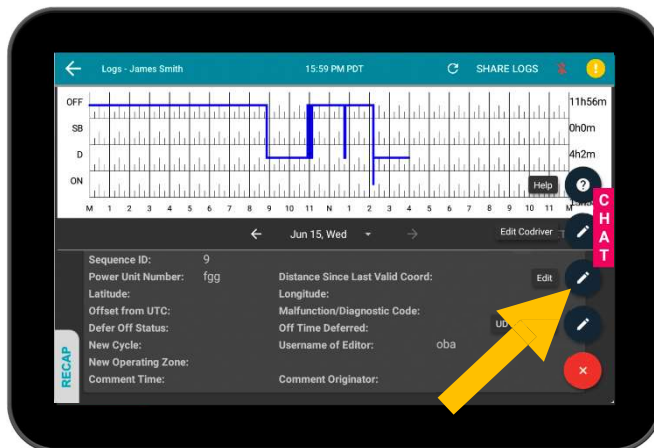 Logs - James Smith 15:59 PM PDT SHARE LOGS
OFF 11h56m
SB 0h0m
D 4h2m
ON
M 1 2 3 4 5 6 7 8 9 10 11 N 1 2 3 4 5 6 7 8 9 10 11 M
Help
CHAT
Jun 15, Wed
Edit Codriver
Sequence ID: 9
Power Unit Number: fgg Distance Since Last Valid Coord:
Edit
Latitude: Longitude:
Offset from UTC: Malfunction/Diagnostic Code:
Defer Off Status: Off Time Deferred:
UD
New Cycle: Username of Editor: oba
New Operating Zone:
Comment Time: Comment Originator:
RECAP